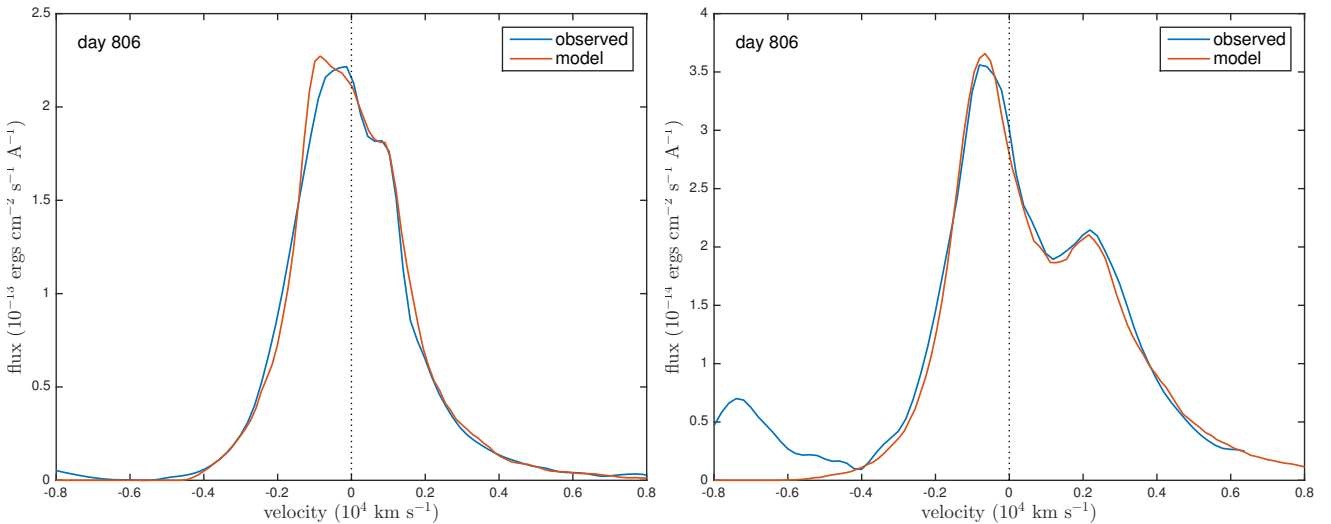 day 806
observed
model
2.5
2
1.5
1
0.5
0
flux (10⁻¹³ ergs cm⁻² s⁻¹ A⁻¹)
-0.8 -0.6 -0.4 -0.2 0 0.2 0.4 0.6 0.8
velocity (10⁴ km s⁻¹)
day 806
observed
model
4
3.5
3
2.5
2
1.5
1
0.5
0
flux (10⁻¹⁴ ergs cm⁻² s⁻¹ A⁻¹)
-0.8 -0.6 -0.4 -0.2 0 0.2 0.4 0.6 0.8
velocity (10⁴ km s⁻¹)